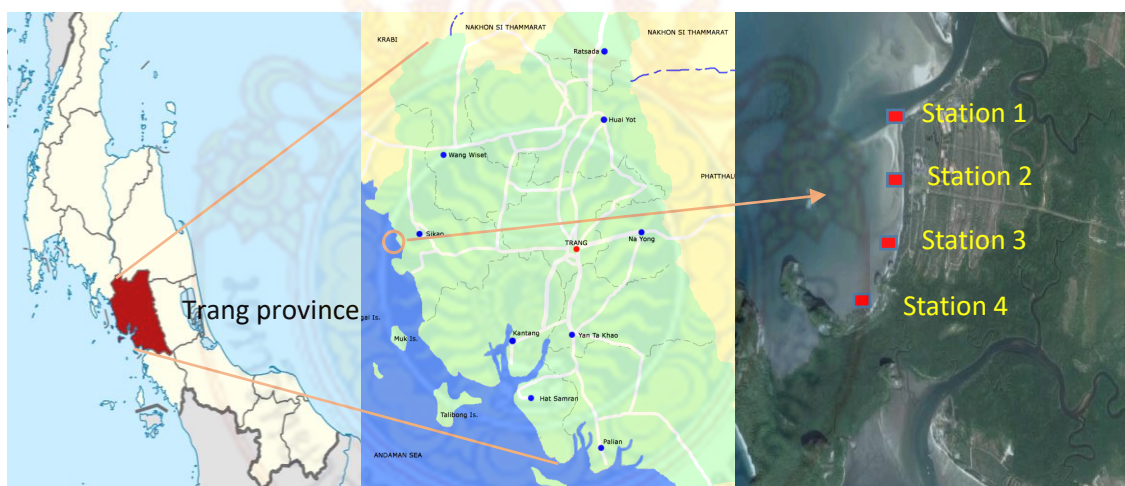 Trang province
KRABI
NAKHON SI THAMMARAT
NAKHON SI THAMMARAT
Ratsada
Huai Yot
Wang Wiset
PHATTHALU
Sikao
TRANG
Na Yong
Kantang
Yan Ta Khao
Muk Is.
Hat Samran
Talibong Is.
Palian
ANDAMAN SEA
Station 1
Station 2
Station 3
Station 4